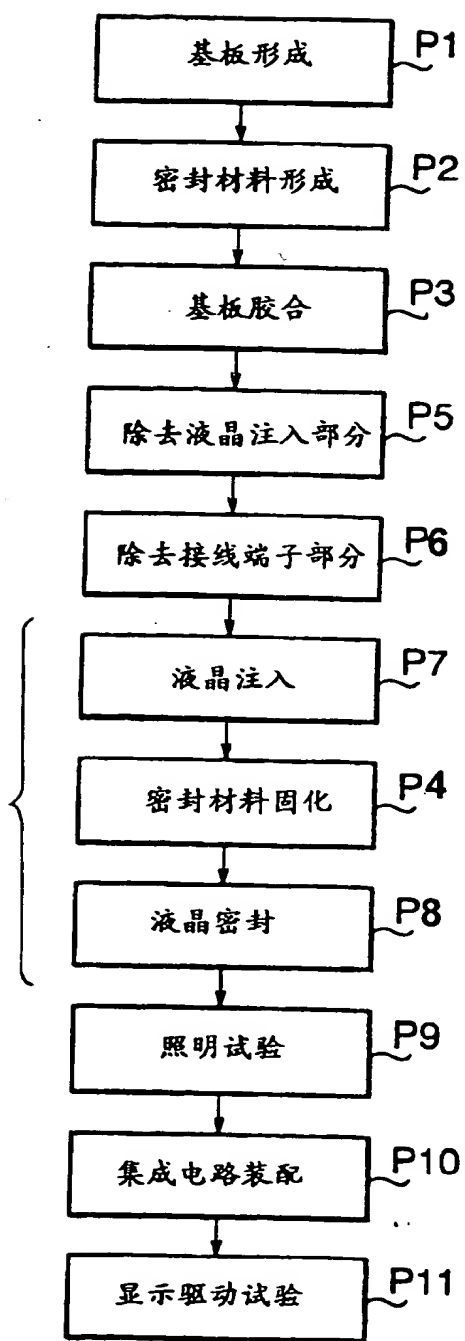 基板形成 P1
密封材料形成 P2
基板胶合 P3
除去液晶注入部分 P5
除去接线端子部分 P6
液晶注入 P7
密封材料固化 P4
液晶密封 P8
照明试验 P9
集成电路装配 P10
显示驱动试验 P11